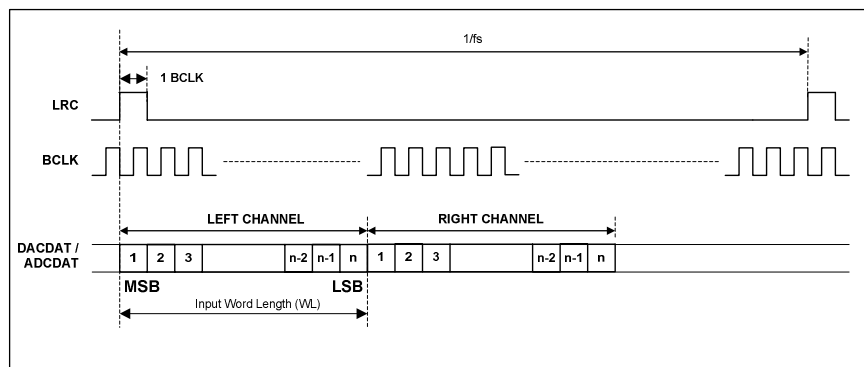 1/fs
1 BCLK
LRC
BCLK
LEFT CHANNEL
RIGHT CHANNEL
DACDAT /
ADCDAT
1 2 3 n-2 n-1 n 1 2 3 n-2 n-1 n
MSB LSB
Input Word Length (WL)